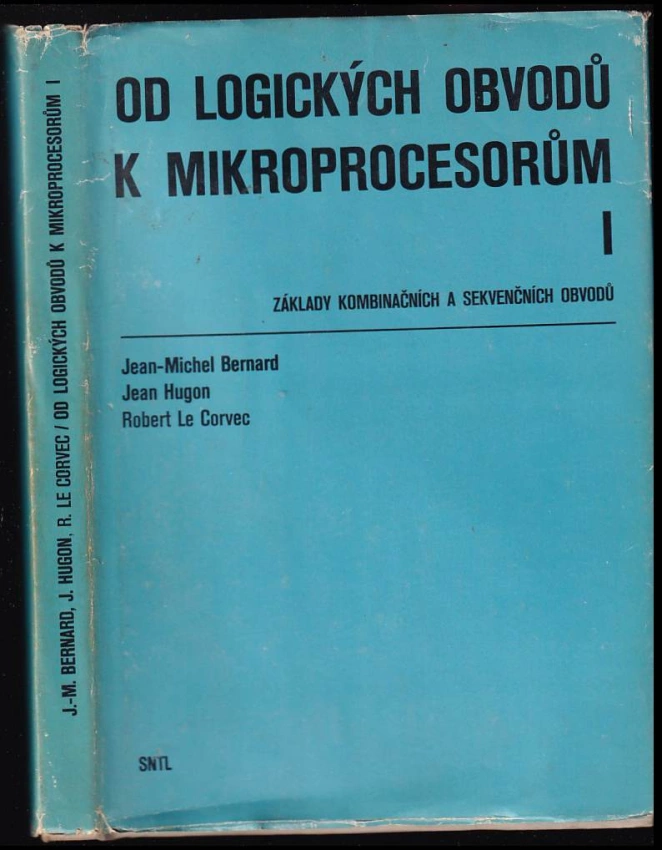 OD LOGICKÝCH OBVODŮ
K MIKROPROCESORŮM
I
ZÁKLADY KOMBINAČNÍCH A SEKVENČNÍCH OBVODŮ
Jean-Michel Bernard
Jean Hugon
Robert Le Corvec
SNTL
J.-M. BERNARD, J. HUGON, R. LE CORVEC / OD LOGICKÝCH OBVODŮ K MIKROPROCESORŮM I